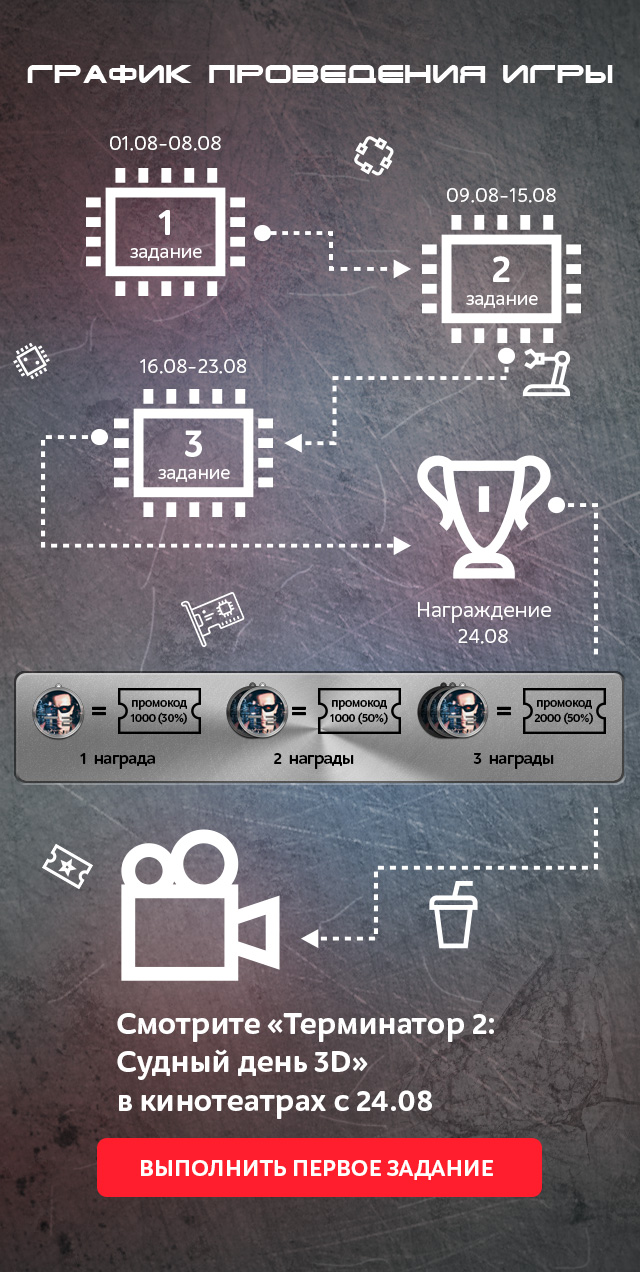 ГРАФИК ПРОВЕДЕНИЯ ИГРЫ
01.08-08.08
1
задание
09.08-15.08
2
задание
16.08-23.08
3
задание
Награждение
24.08
промокод
1000 (30%)
1 награда
промокод
1000 (50%)
2 награды
промокод
2000 (50%)
3 награды
Смотрите «Терминатор 2:
Судный день 3D»
в кинотеатрах с 24.08
ВЫПОЛНИТЬ ПЕРВОЕ ЗАДАНИЕ